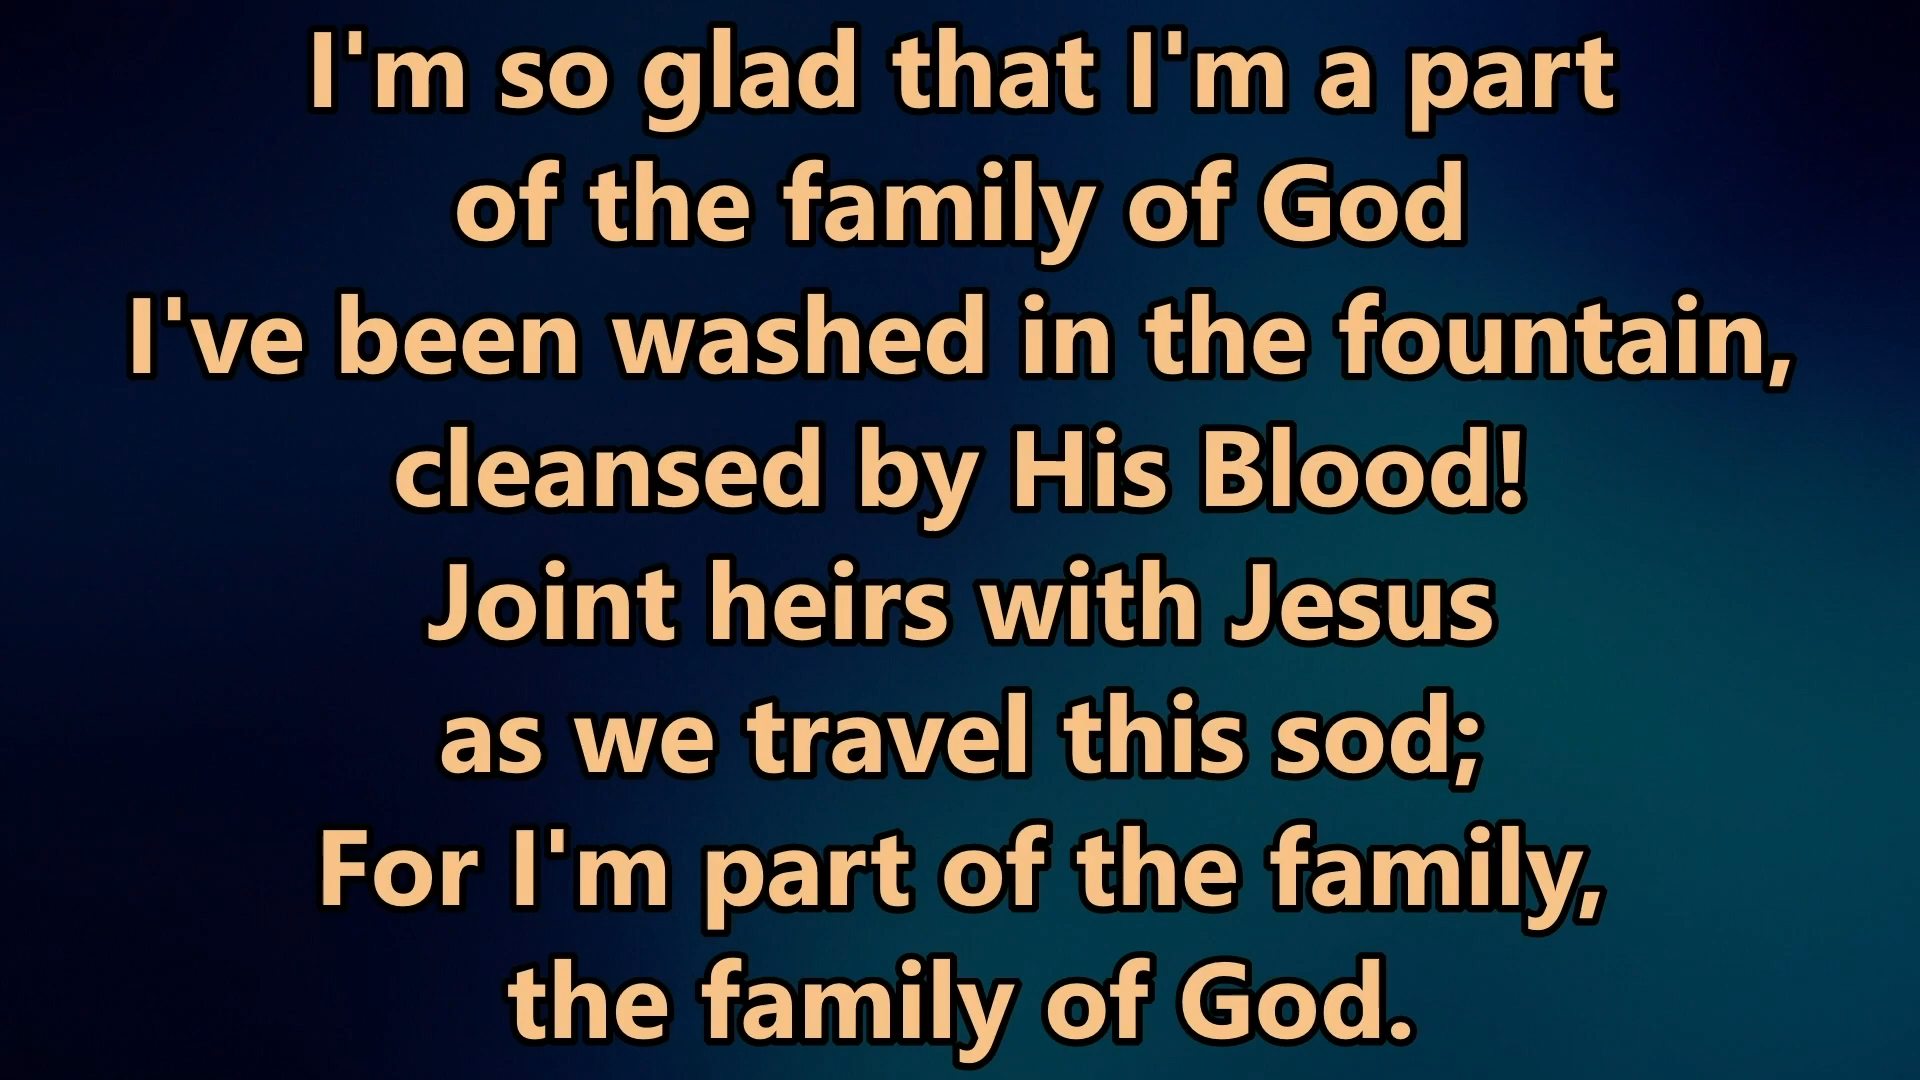 I'm so glad that I'm a part
of the family of God
I've been washed in the fountain,
cleansed by His Blood!
Joint heirs with Jesus
as we travel this sod;
For I'm part of the family,
the family of God.